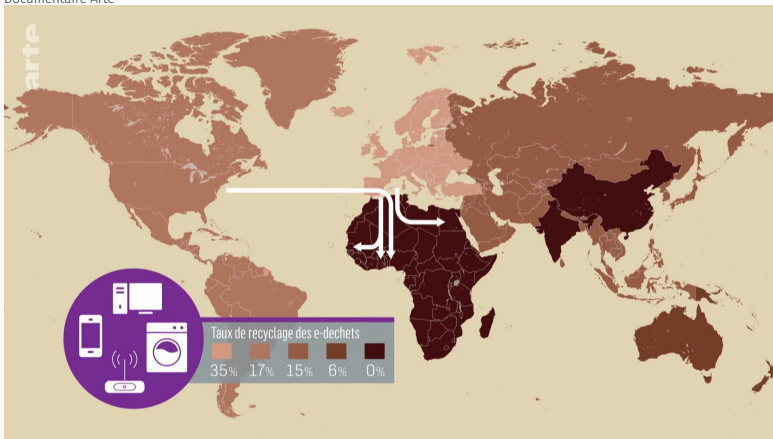 Documentaire Arte
arte
Taux de recyclage des e-dechets
35% 17% 15% 6% 0%